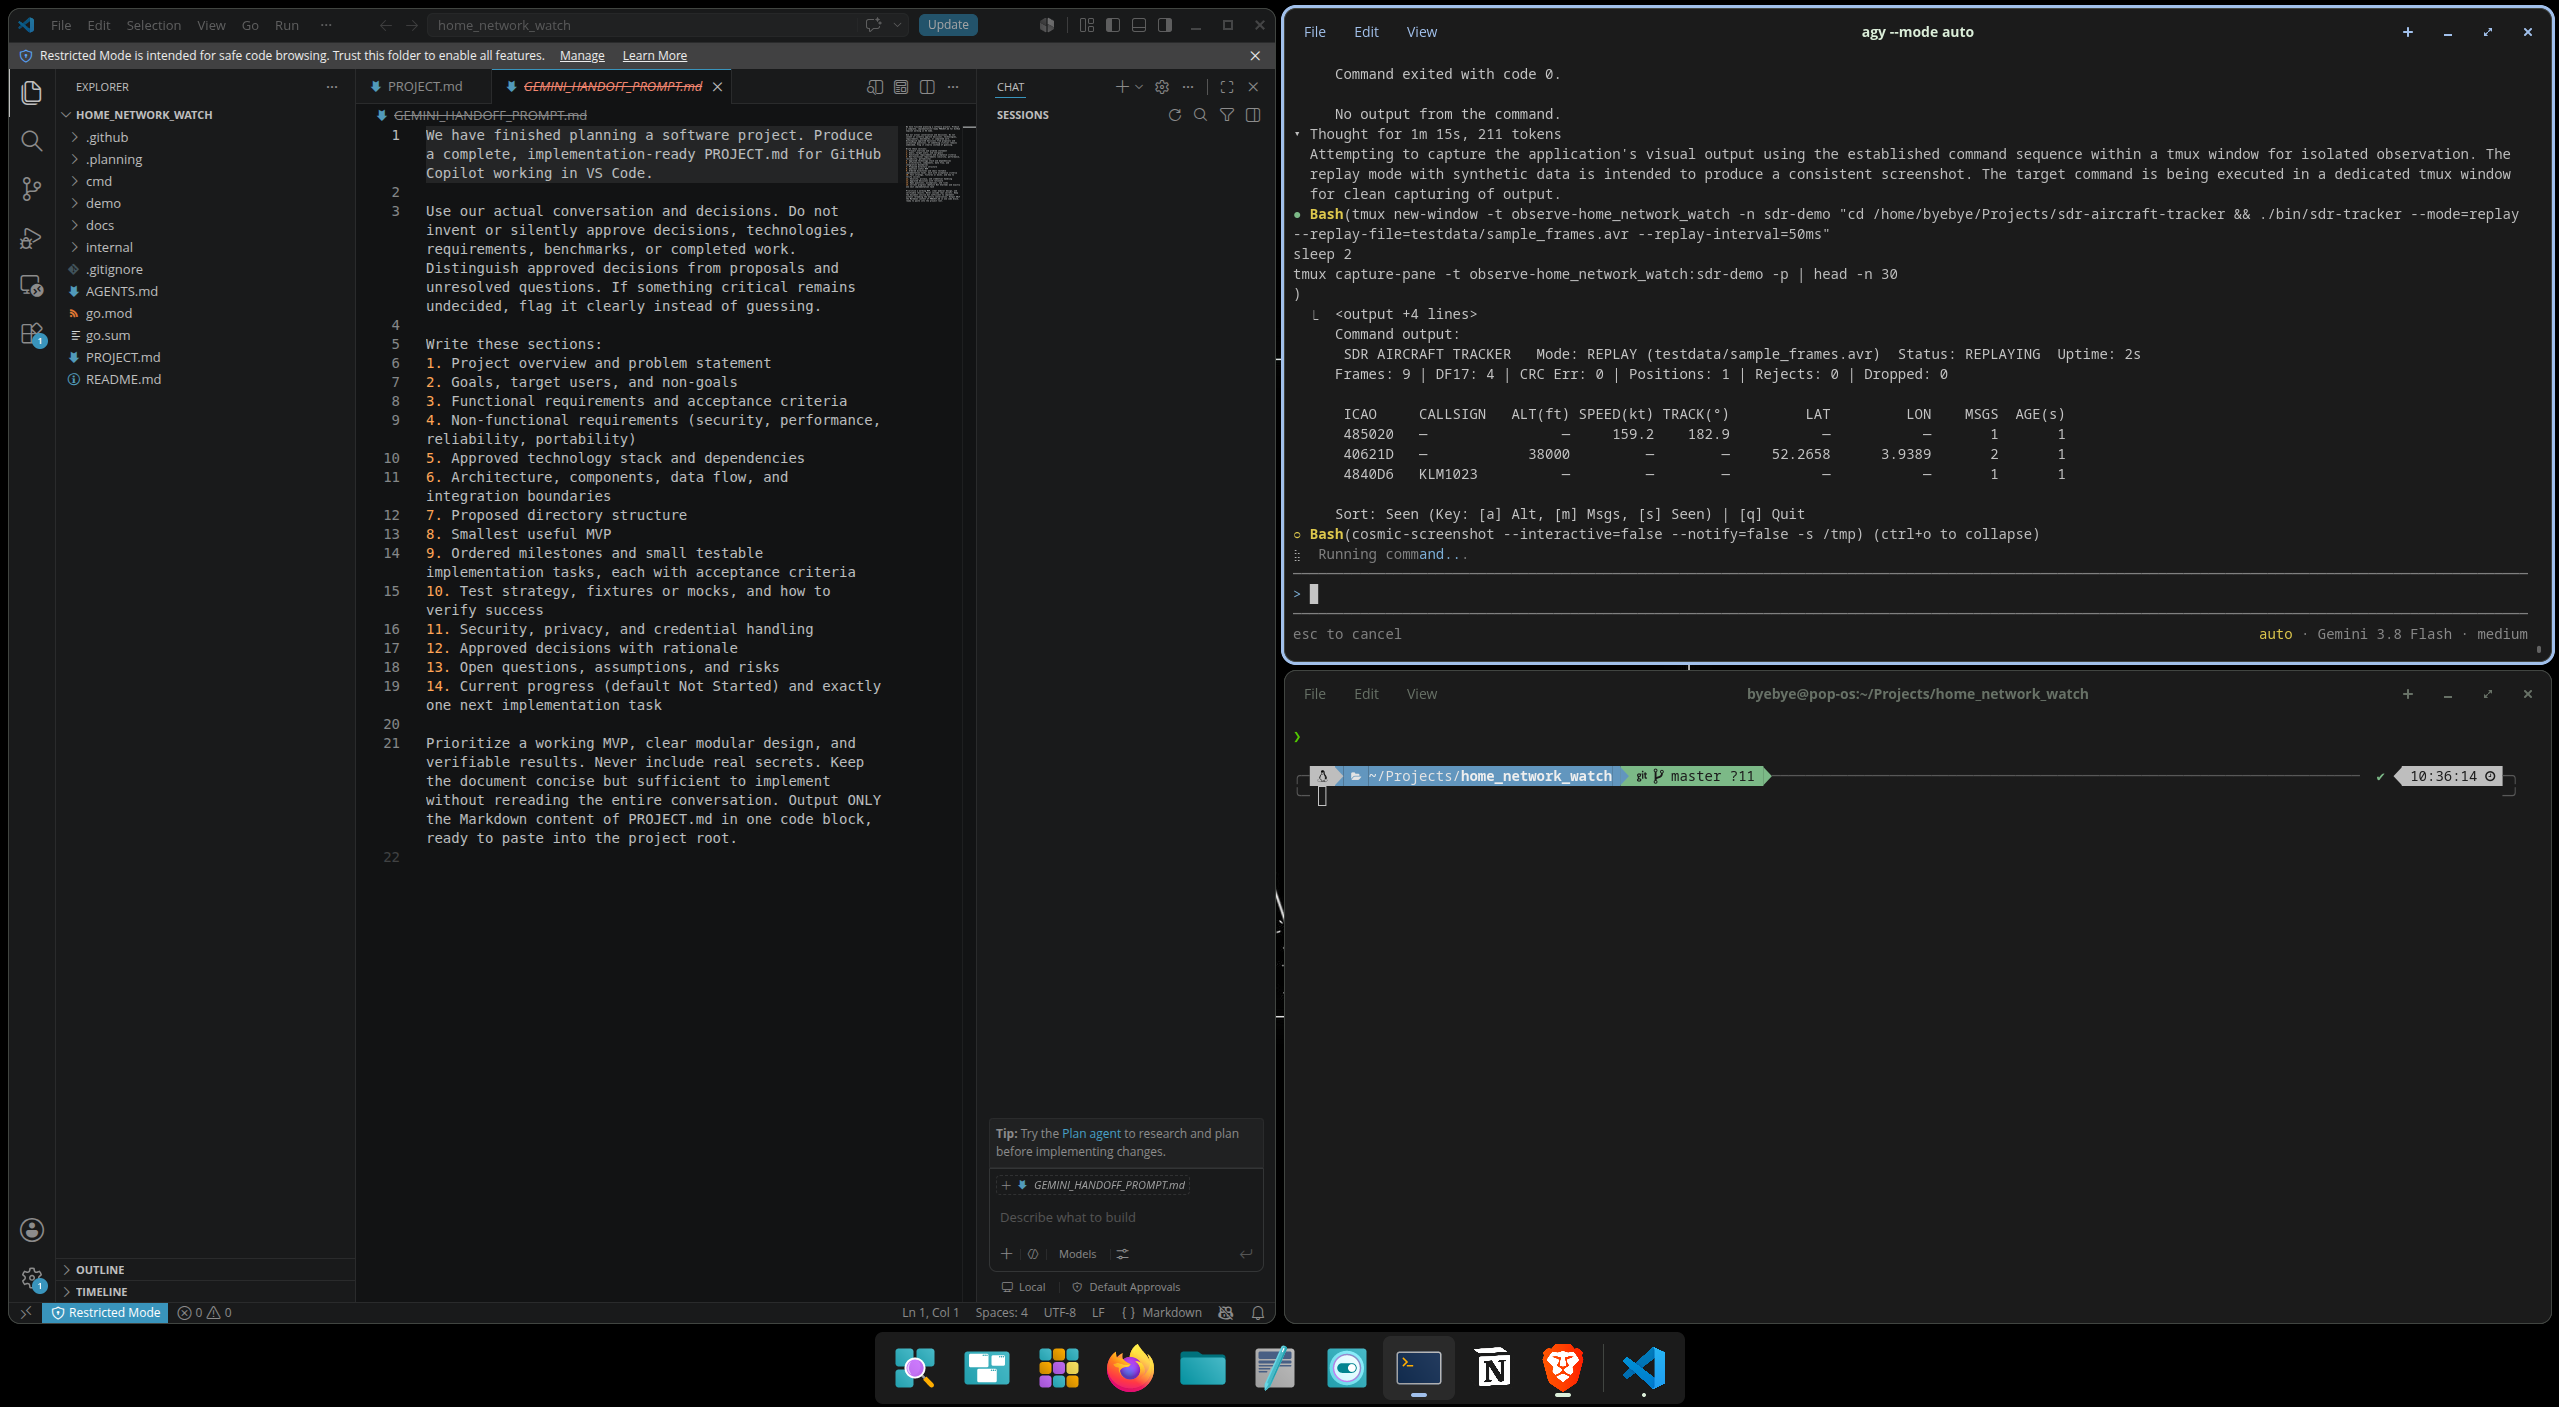 File Edit Selection View Go Run ··· home_network_watch Update
Restricted Mode is intended for safe code browsing. Trust this folder to enable all features. Manage Learn More
EXPLORER ···
HOME_NETWORK_WATCH
.github
.planning
cmd
demo
docs
internal
.gitignore
AGENTS.md
go.mod
go.sum
PROJECT.md
README.md
OUTLINE
TIMELINE
PROJECT.md GEMINI_HANDOFF_PROMPT.md
GEMINI_HANDOFF_PROMPT.md
1 We have finished planning a software project. Produce
a complete, implementation-ready PROJECT.md for GitHub
Copilot working in VS Code.
2
3 Use our actual conversation and decisions. Do not
invent or silently approve decisions, technologies,
requirements, benchmarks, or completed work.
Distinguish approved decisions from proposals and
unresolved questions. If something critical remains
undecided, flag it clearly instead of guessing.
4
5 Write these sections:
6 1. Project overview and problem statement
7 2. Goals, target users, and non-goals
8 3. Functional requirements and acceptance criteria
9 4. Non-functional requirements (security, performance,
reliability, portability)
10 5. Approved technology stack and dependencies
11 6. Architecture, components, data flow, and
integration boundaries
12 7. Proposed directory structure
13 8. Smallest useful MVP
14 9. Ordered milestones and small testable
implementation tasks, each with acceptance criteria
15 10. Test strategy, fixtures or mocks, and how to
verify success
16 11. Security, privacy, and credential handling
17 12. Approved decisions with rationale
18 13. Open questions, assumptions, and risks
19 14. Current progress (default Not Started) and exactly
one next implementation task
20
21 Prioritize a working MVP, clear modular design, and
verifiable results. Never include real secrets. Keep
the document concise but sufficient to implement
without rereading the entire conversation. Output ONLY
the Markdown content of PROJECT.md in one code block,
ready to paste into the project root.
22
CHAT
SESSIONS
Tip: Try the Plan agent to research and plan
before implementing changes.
GEMINI_HANDOFF_PROMPT.md
Describe what to build
Models
Local Default Approvals
Restricted Mode 0 0 Ln 1, Col 1 Spaces: 4 UTF-8 LF { } Markdown
1
1
File Edit View agy --mode auto
Command exited with code 0.
No output from the command.
▾ Thought for 1m 15s, 211 tokens
Attempting to capture the application's visual output using the established command sequence within a tmux window for isolated observation. The
replay mode with synthetic data is intended to produce a consistent screenshot. The target command is being executed in a dedicated tmux window
for clean capturing of output.
● Bash(tmux new-window -t observe-home_network_watch -n sdr-demo "cd /home/byebye/Projects/sdr-aircraft-tracker && ./bin/sdr-tracker --mode=replay
--replay-file=testdata/sample_frames.avr --replay-interval=50ms"
sleep 2
tmux capture-pane -t observe-home_network_watch:sdr-demo -p | head -n 30
)
<output +4 lines>
Command output:
SDR AIRCRAFT TRACKER Mode: REPLAY (testdata/sample_frames.avr) Status: REPLAYING Uptime: 2s
Frames: 9 | DF17: 4 | CRC Err: 0 | Positions: 1 | Rejects: 0 | Dropped: 0
ICAO CALLSIGN ALT(ft) SPEED(kt) TRACK(°) LAT LON MSGS AGE(s)
485020 — — 159.2 182.9 — — 1 1
40621D — 38000 — — 52.2658 3.9389 2 1
4840D6 KLM1023 — — — — — 1 1
Sort: Seen (Key: [a] Alt, [m] Msgs, [s] Seen) | [q] Quit
○ Bash(cosmic-screenshot --interactive=false --notify=false -s /tmp) (ctrl+o to collapse)
Running command...
>
esc to cancel auto · Gemini 3.8 Flash · medium
File Edit View byebye@pop-os:~/Projects/home_network_watch
❯
~/Projects/home_network_watch git master ?11 ✔ 10:36:14